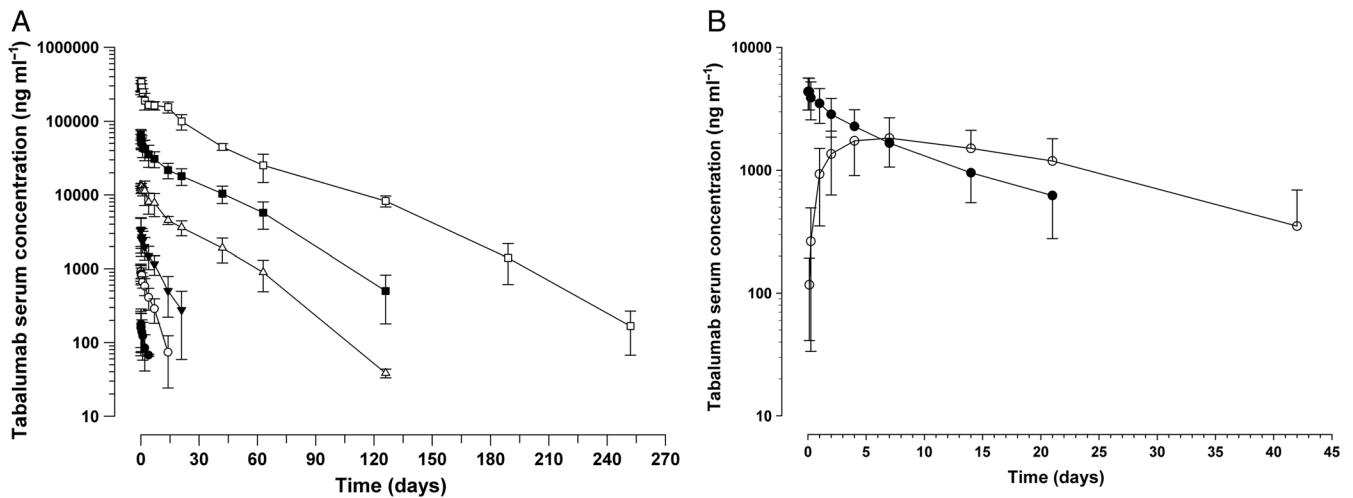 A
Tabalumab serum concentration (ng ml⁻¹)
1000000
100000
10000
1000
100
10
0 30 60 90 120 150 180 210 240 270
Time (days)
B
Tabalumab serum concentration (ng ml⁻¹)
10000
1000
100
10
0 5 10 15 20 25 30 35 40 45
Time (days)